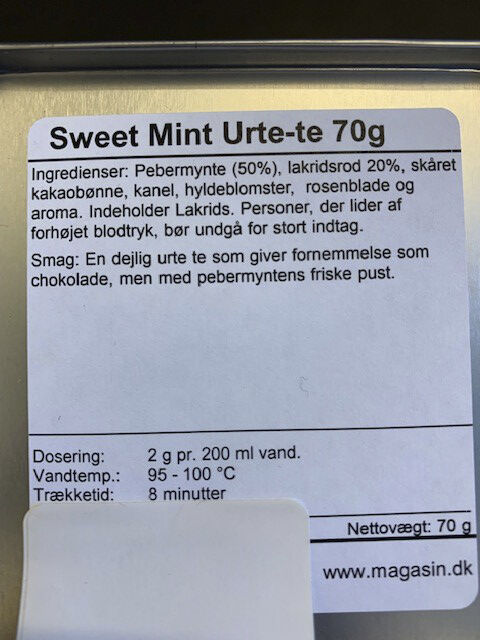 Sweet Mint Urte-te 70g
Ingredienser: Pebermynte (50%), lakridsrod 20%, skåret
kakaobønne, kanel, hyldeblomster, rosenblade og
aroma. Indeholder Lakrids. Personer, der lider af
forhøjet blodtryk, bør undgå for stort indtag.
Smag: En dejlig urte te som giver fornemmelse som
chokolade, men med pebermyntens friske pust.
Dosering: 2 g pr. 200 ml vand.
Vandtemp.: 95 - 100 °C
Trækketid: 8 minutter
Nettovægt: 70 g
www.magasin.dk